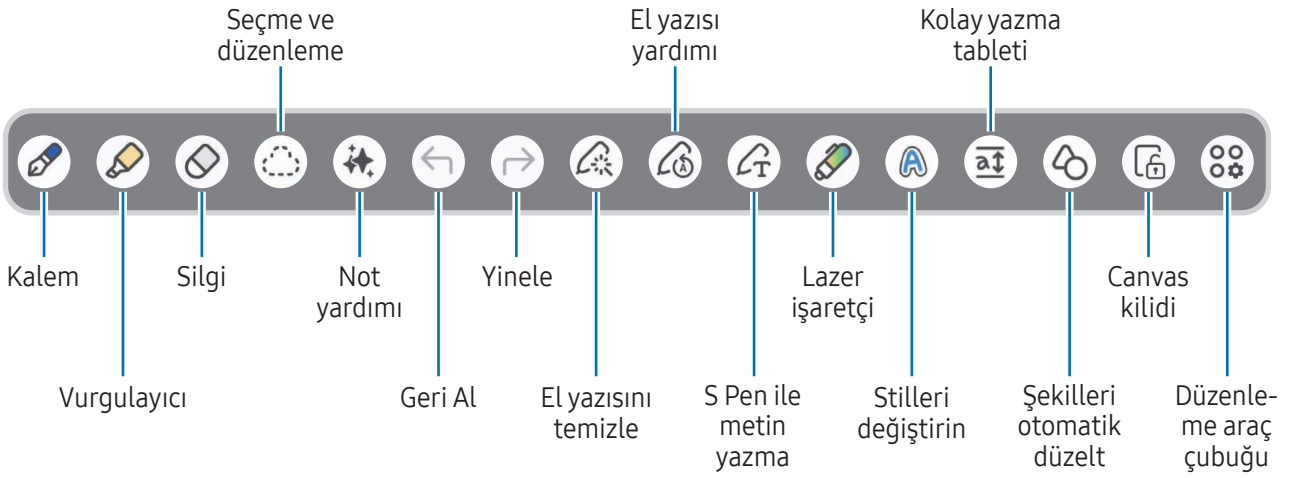 Seçme ve
düzenleme
El yazısı
yardımı
Kolay yazma
tableti
Kalem
Silgi
Not
yardımı
Yinele
Lazer
işaretçi
Canvas
kilidi
Vurgulayıcı
Geri Al
El yazısını
temizle
S Pen ile
metin
yazma
Stilleri
değiştirin
Şekilleri
otomatik
düzelt
Düzenle-
me araç
çubuğu